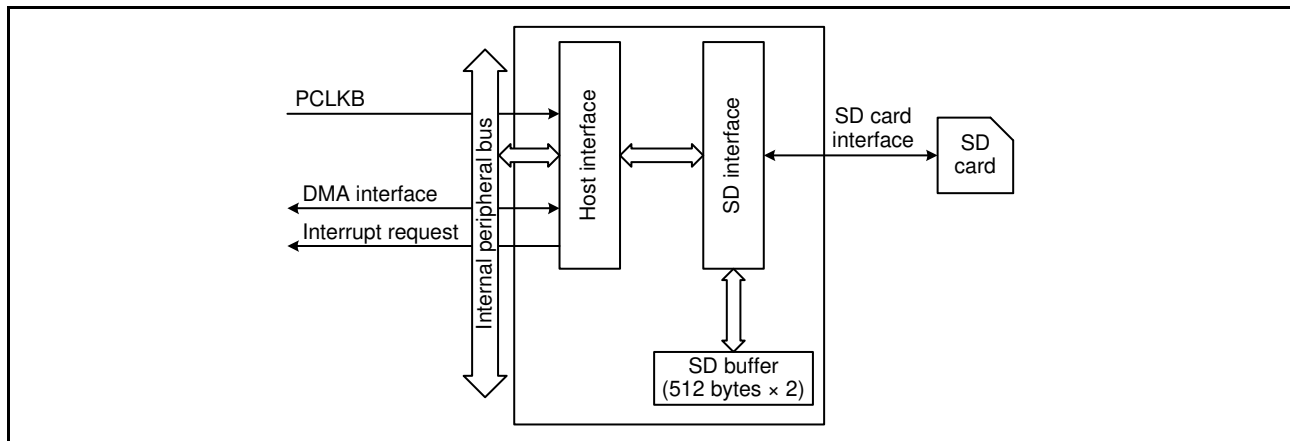 PCLKB
DMA interface
Interrupt request
Internal peripheral bus
Host interface
SD interface
SD card
interface
SD
card
SD buffer
(512 bytes × 2)